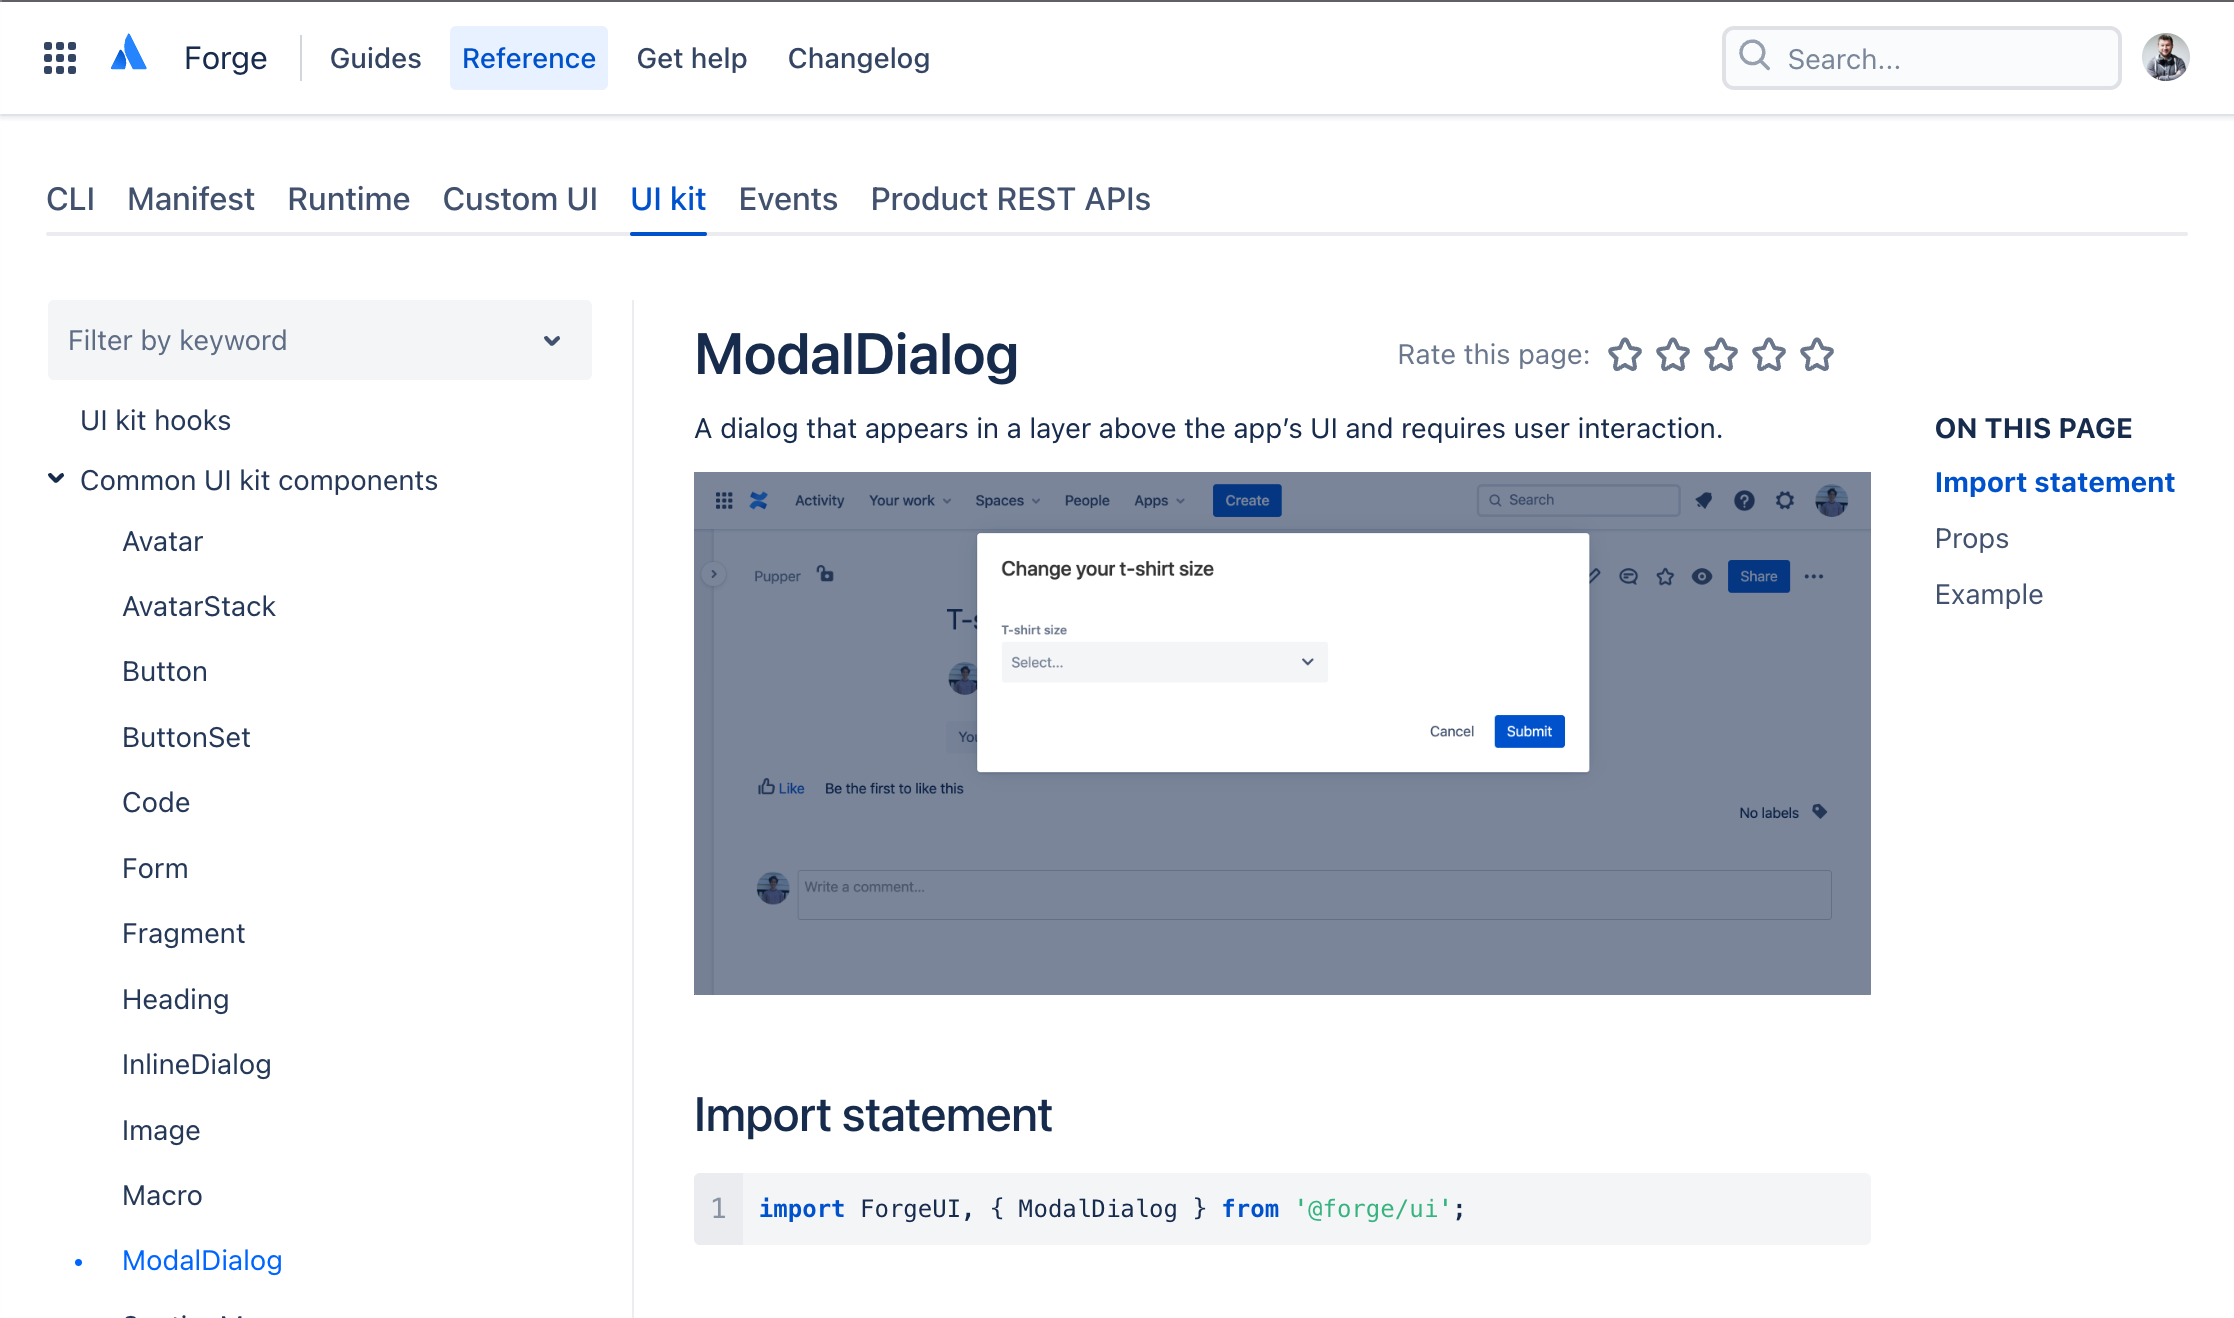 Forge
Guides
Reference
Get help
Changelog
Search...
CLI
Manifest
Runtime
Custom UI
UI kit
Events
Product REST APIs
Filter by keyword
UI kit hooks
Common UI kit components
Avatar
AvatarStack
Button
ButtonSet
Code
Form
Fragment
Heading
InlineDialog
Image
Macro
ModalDialog
ModalDialog
Rate this page:
A dialog that appears in a layer above the app’s UI and requires user interaction.
Activity
Your work
Spaces
People
Apps
Create
Search
Pupper
Share
T-s
Change your t-shirt size
T-shirt size
Select...
Cancel
Submit
You
Like
Be the first to like this
No labels
Write a comment...
Import statement
1 import ForgeUI, { ModalDialog } from '@forge/ui';
ON THIS PAGE
Import statement
Props
Example